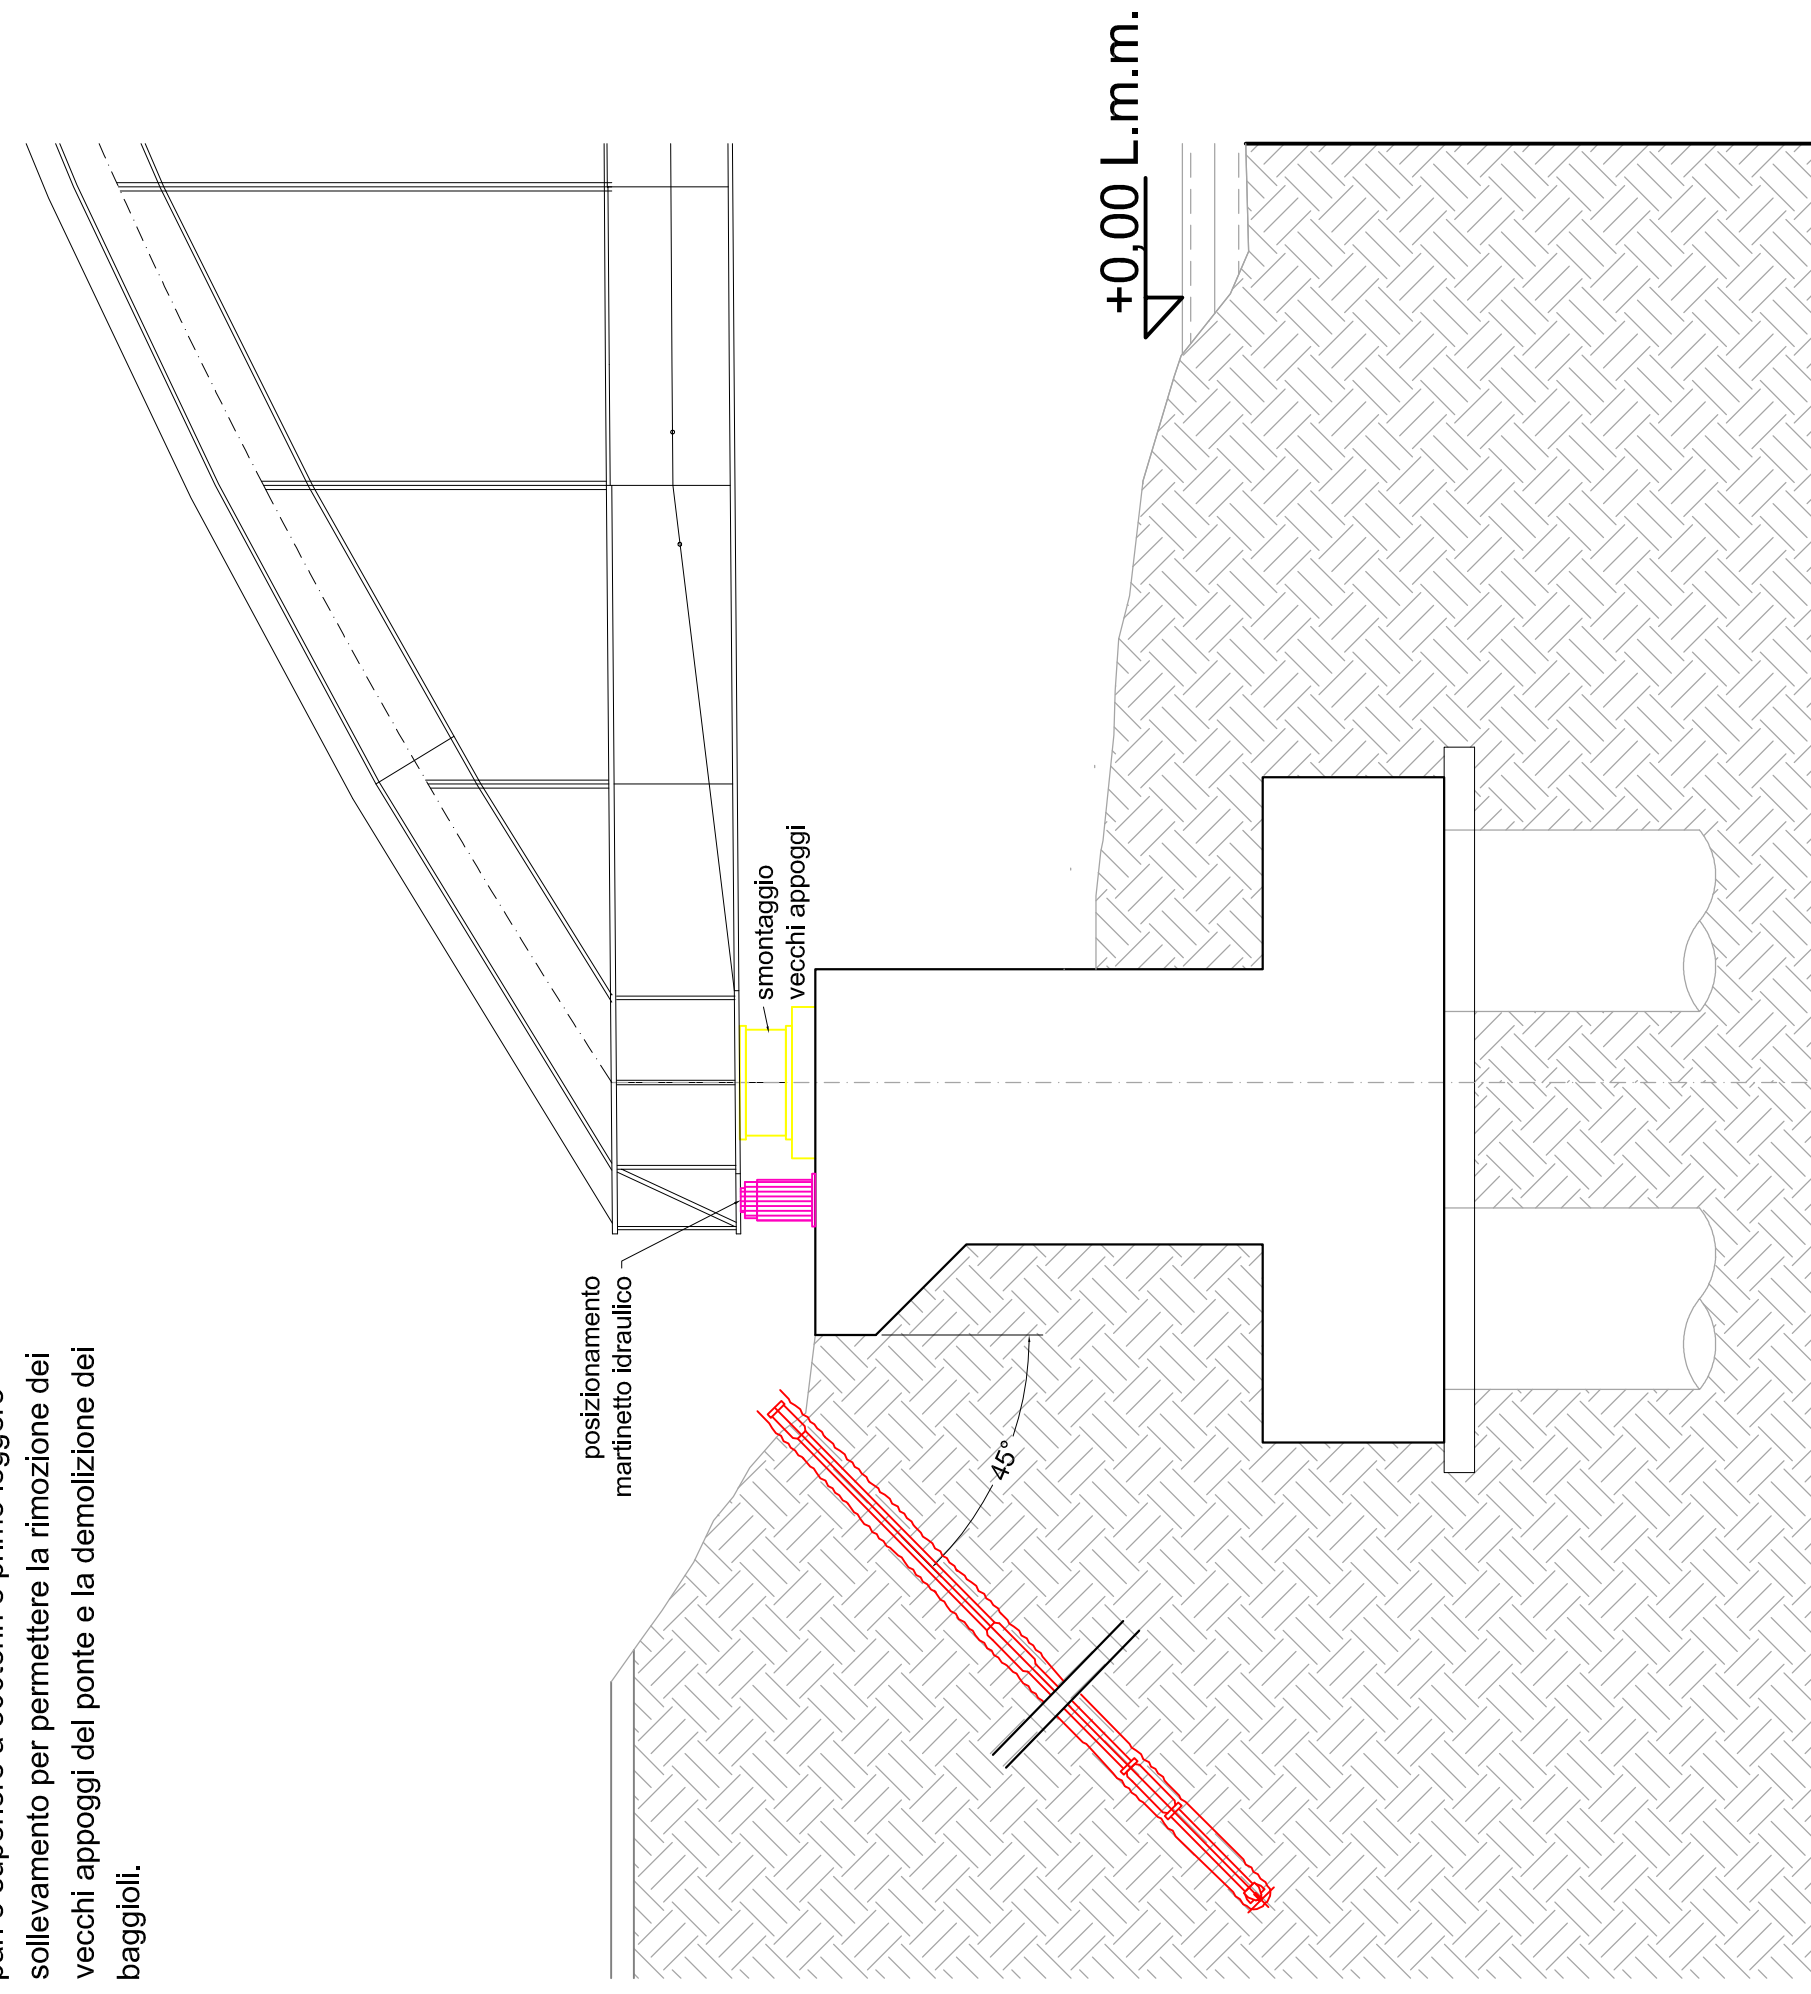 sollevamento per permettere la rimozione dei
vecchi appoggi del ponte e la demolizione dei
baggioli.
posizionamento
martinetto idraulico
smontaggio
vecchi appoggi
45°
+0,00 L.m.m.